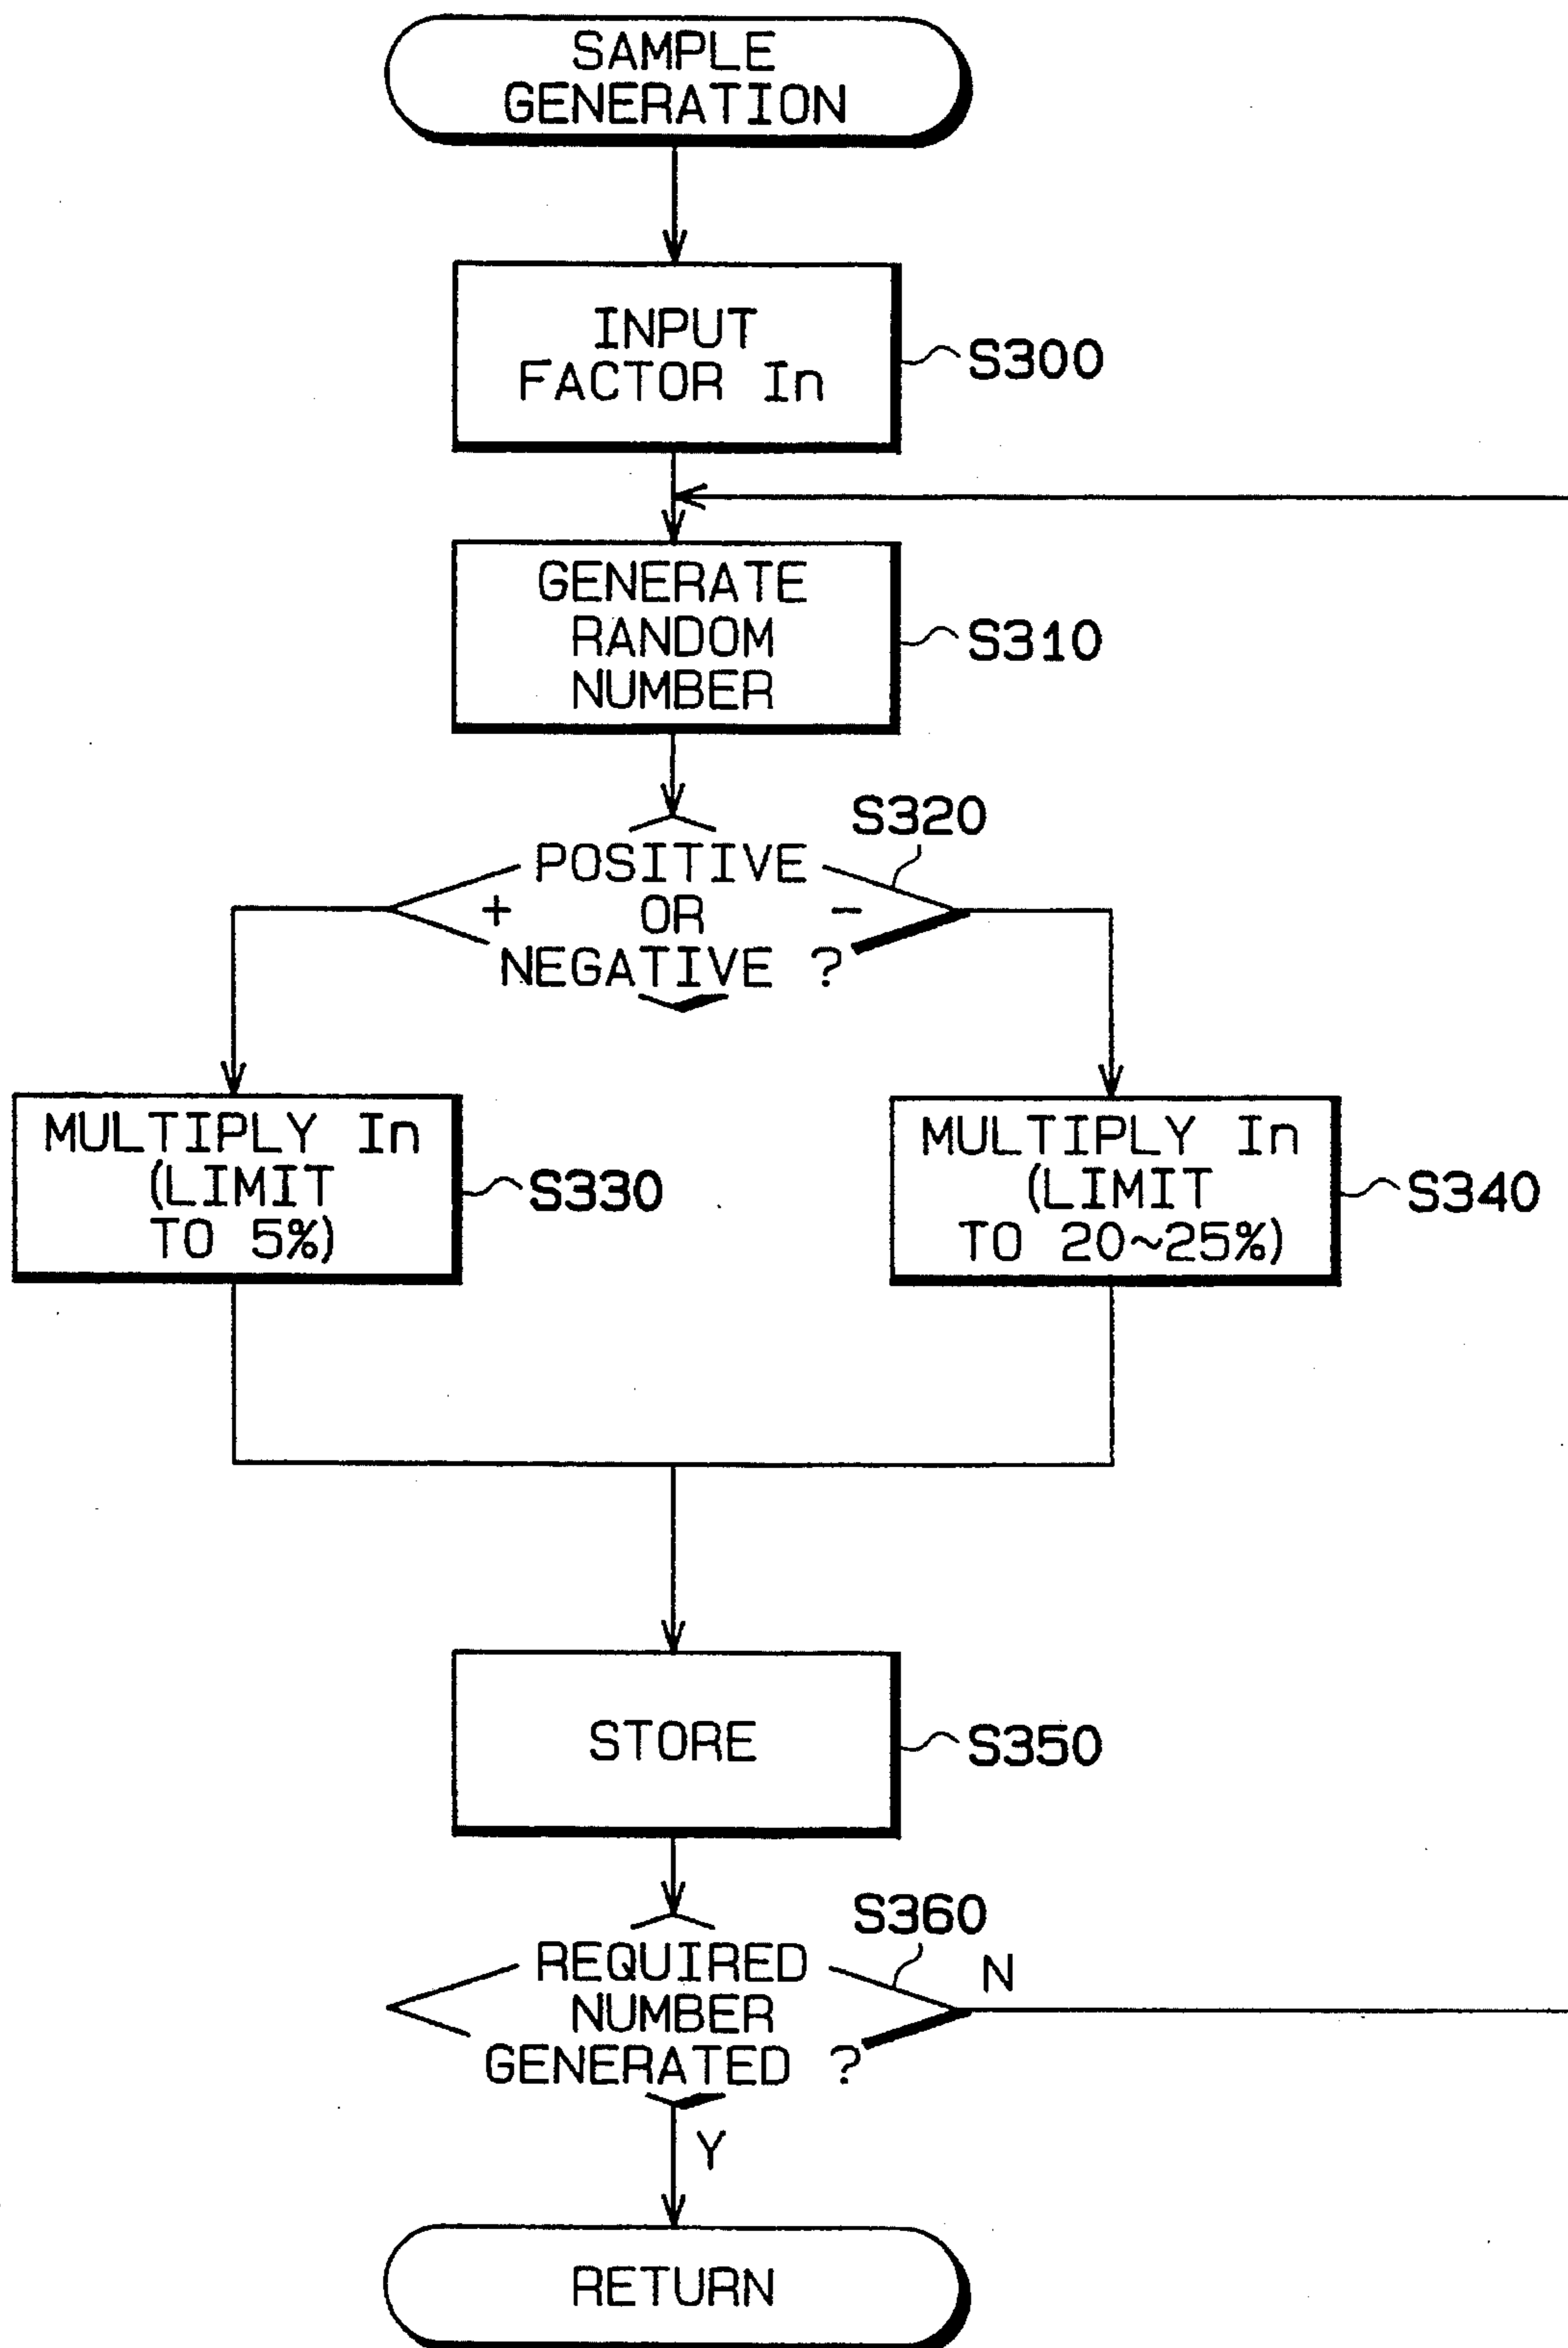 SAMPLE
GENERATION
INPUT
FACTOR In
S300
GENERATE
RANDOM
NUMBER
S310
S320
POSITIVE
+ OR -
NEGATIVE ?
MULTIPLY In
(LIMIT
TO 5%)
S330
MULTIPLY In
(LIMIT
TO 20~25%)
S340
STORE
S350
S360
REQUIRED
NUMBER
GENERATED ?
N
Y
RETURN